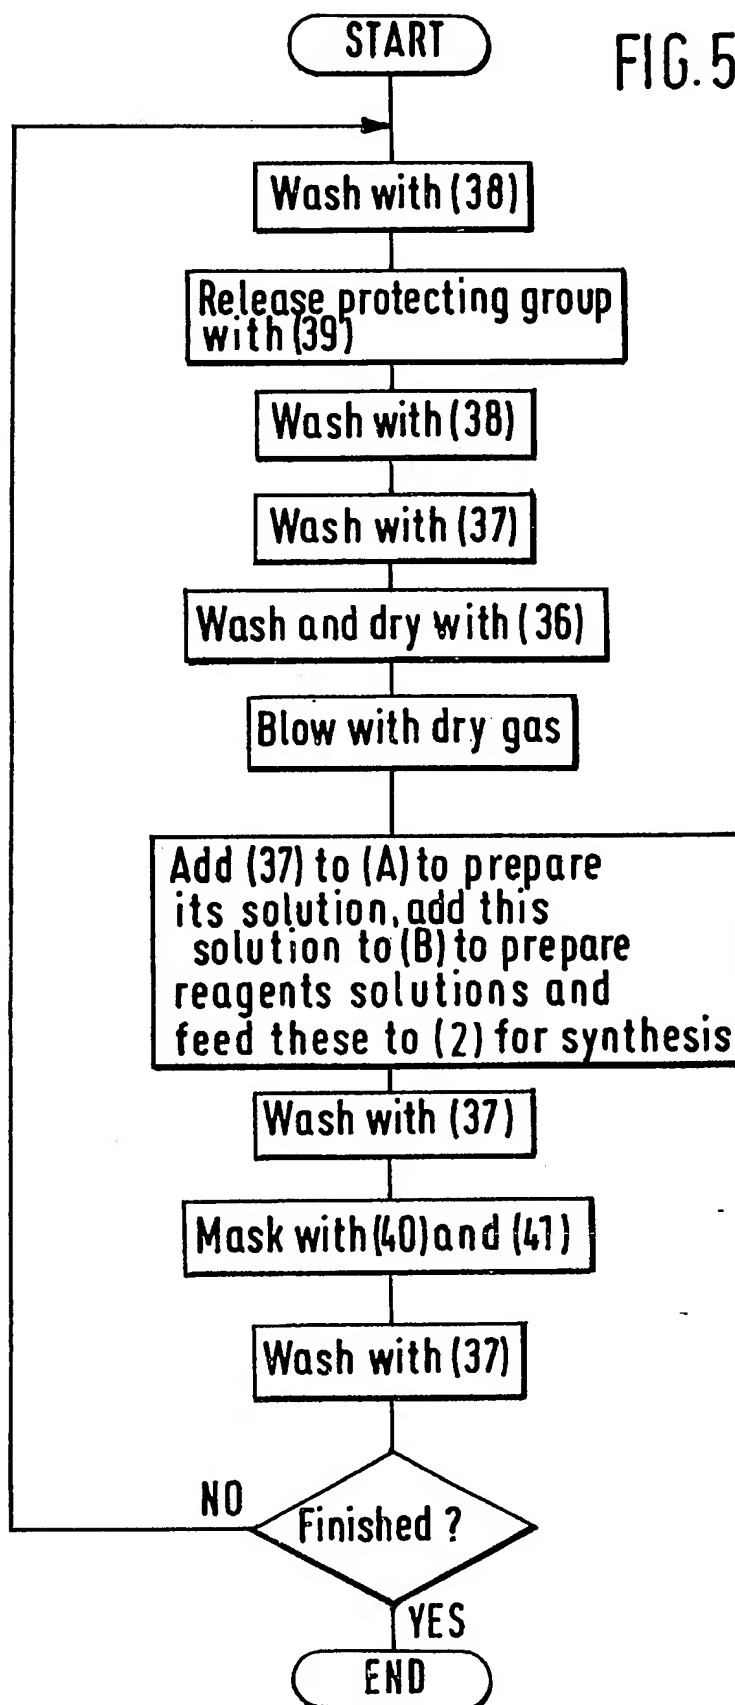 START
FIG. 5
Wash with (38)
Release protecting group
with (39)
Wash with (38)
Wash with (37)
Wash and dry with (36)
Blow with dry gas
Add (37) to (A) to prepare
its solution, add this
solution to (B) to prepare
reagents solutions and
feed these to (2) for synthesis
Wash with (37)
Mask with (40) and (41)
Wash with (37)
NO
Finished ?
YES
END